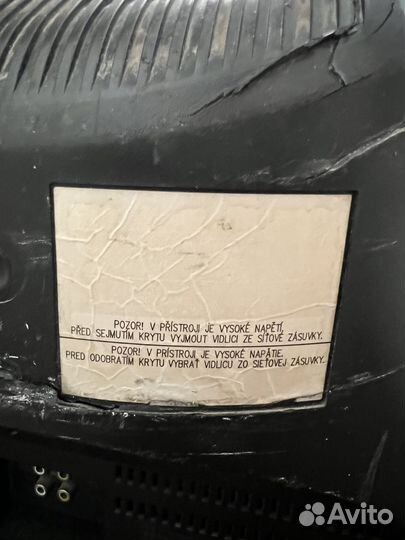 POZOR! V PŘÍSTROJI JE VYSOKÉ NAPĚTÍ,
PŘED SEJMUTÍM KRYTU VYJMOUT VIDLICI ZE SÍŤOVÉ ZÁSUVKY.
POZOR! V PRÍSTROJI JE VYSOKÉ NAPÄTIE.
PRED ODOBRATÍM KRYTU VYBRAŤ VIDLICU ZO SIEŤOVEJ ZÁSUVKY.
Avito